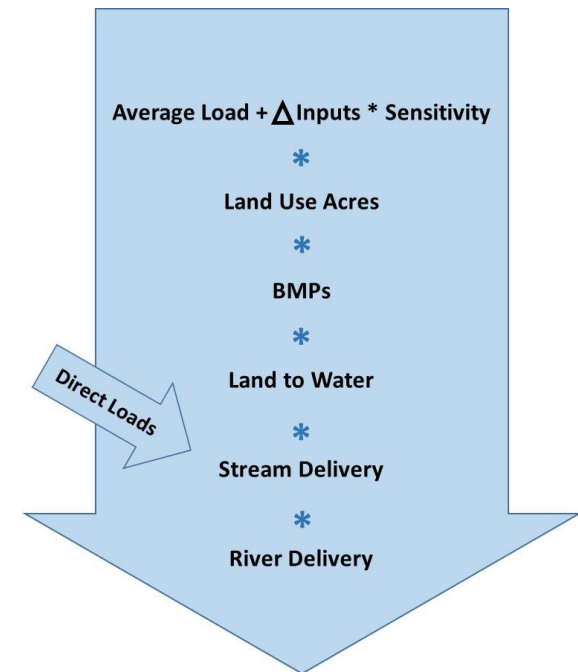 Average Load + Δ Inputs * Sensitivity
*
Land Use Acres
*
BMPs
*
Land to Water
Direct Loads
*
Stream Delivery
*
River Delivery